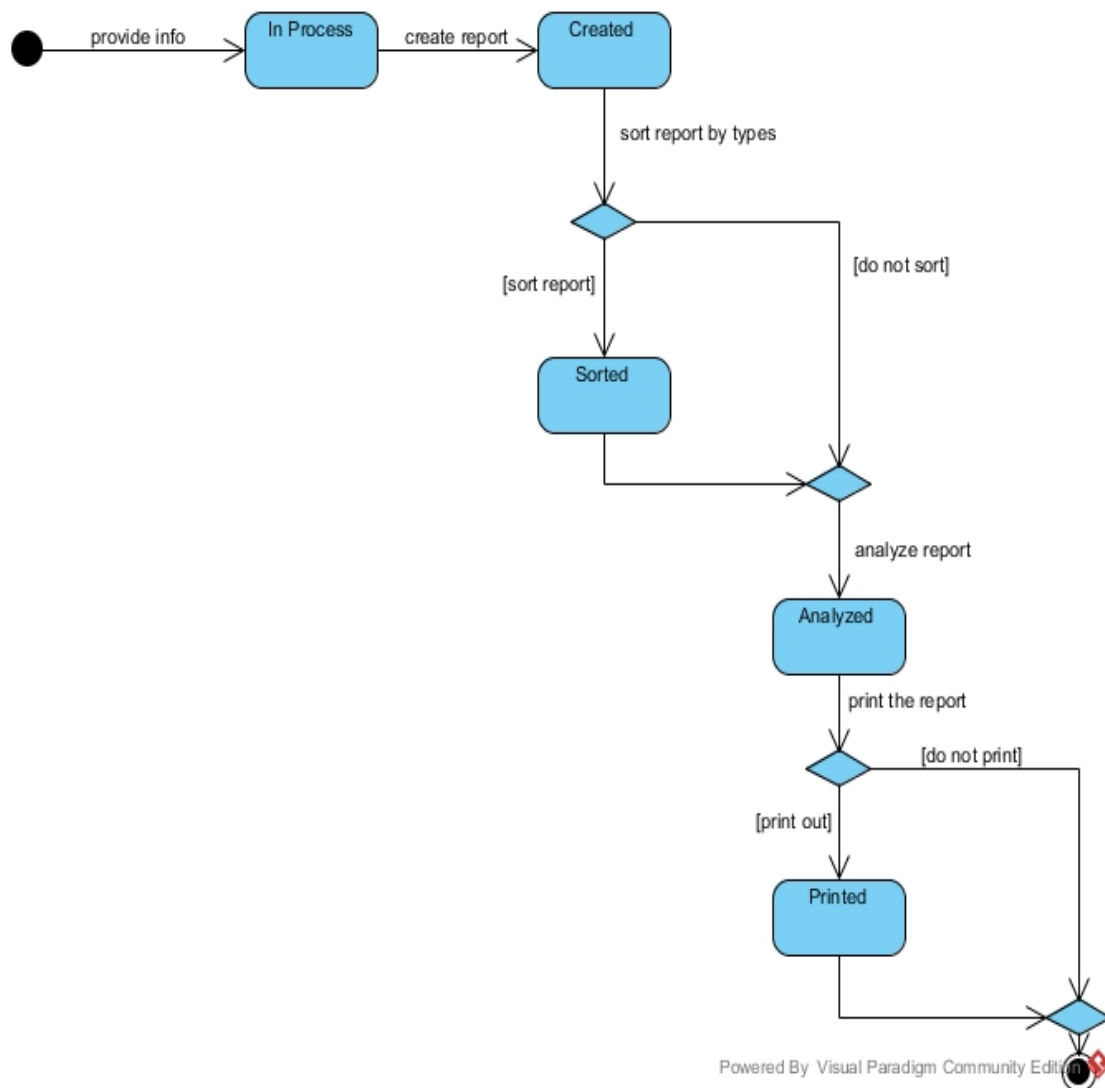 provide info
In Process
create report
Created
sort report by types
[do not sort]
[sort report]
Sorted
analyze report
Analyzed
print the report
[do not print]
[print out]
Printed
Powered By Visual Paradigm Community Edition